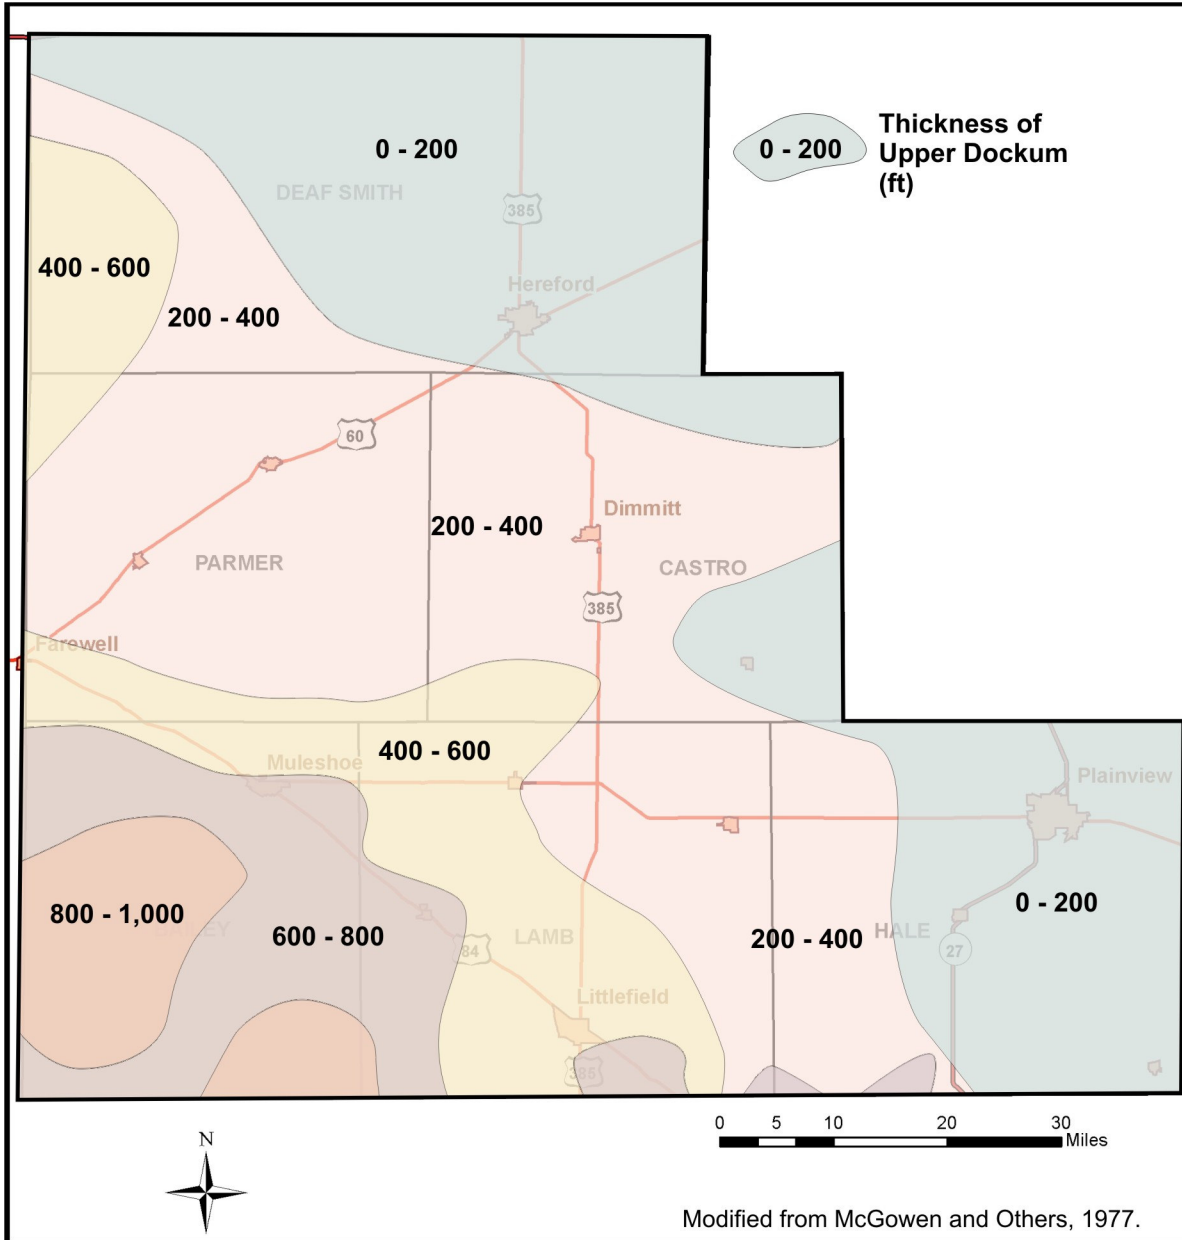 0 - 200
DEAF SMITH
385
Hereford
400 - 600
200 - 400
0 - 200
Thickness of
Upper Dockum
(ft)
60
200 - 400
Dimmitt
PARMER
CASTRO
385
Farewell
400 - 600
Muleshoe
Plainview
800 - 1,000
600 - 800
84
LAMB
200 - 400
HALE
0 - 200
27
Littlefield
385
0 5 10 20 30
Miles
N
Modified from McGowen and Others, 1977.